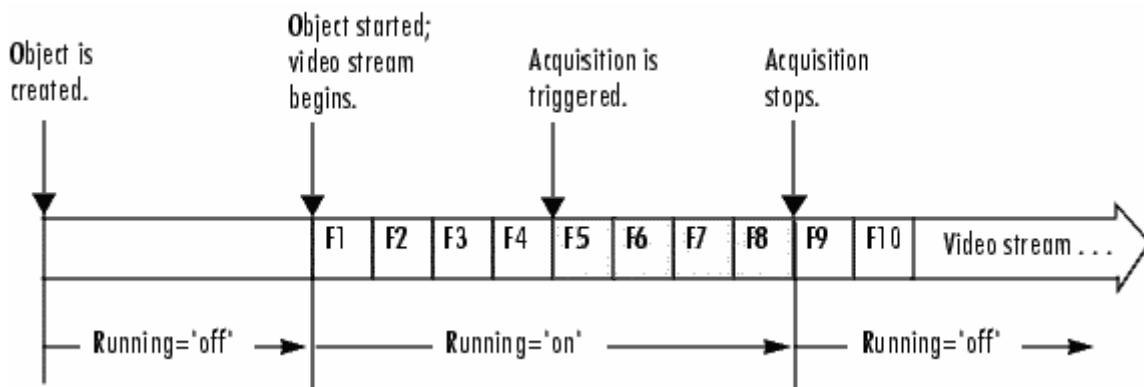 Object is
created.
Object started;
video stream
begins.
Acquisition is
triggered.
Acquisition
stops.
F1 F2 F3 F4 F5 F6 F7 F8 F9 F10 Video stream . . .
Running='off' Running='on' Running='off'